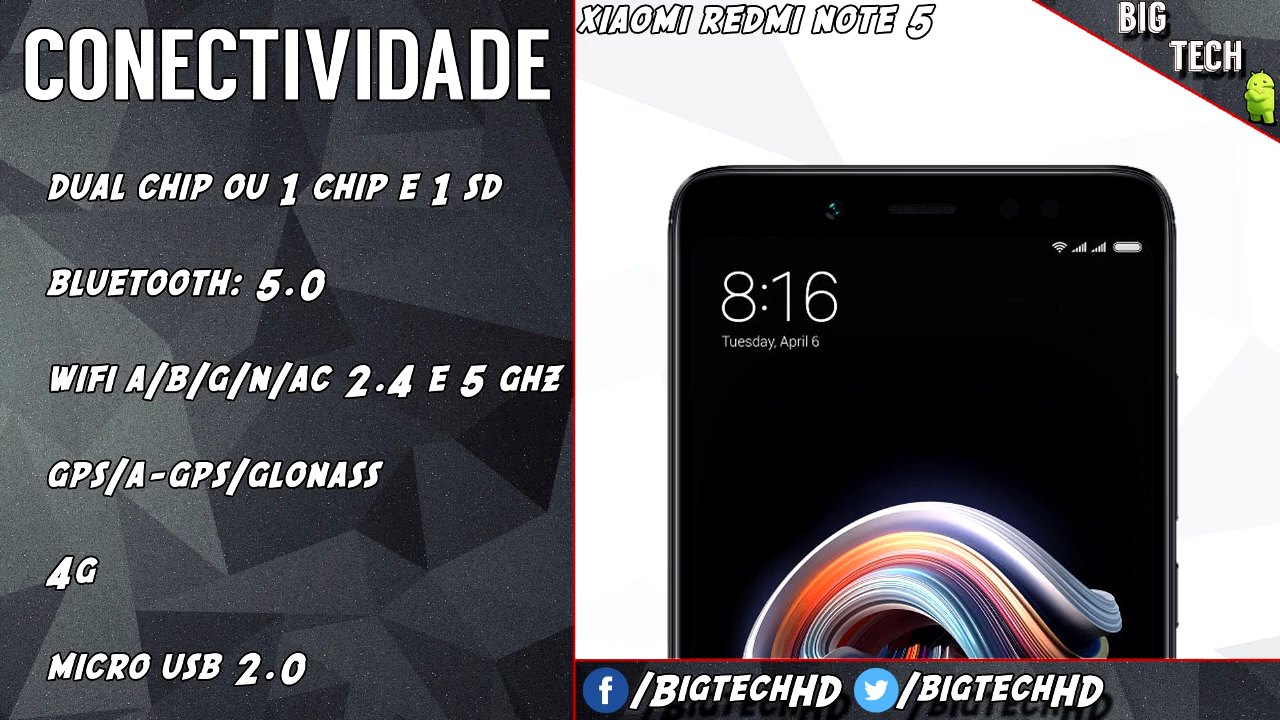 CONECTIVIDADE
DUAL CHIP OU 1 CHIP E 1 SD
BLUETOOTH: 5.0
WIFI A/B/G/N/AC 2.4 E 5 GHZ
GPS/A-GPS/GLONASS
4G
MICRO USB 2.0
XIAOMI REDMI NOTE 5
BIG
TECH
8:16
Tuesday, April 6
/BIGTECHHD /BIGTECHHD